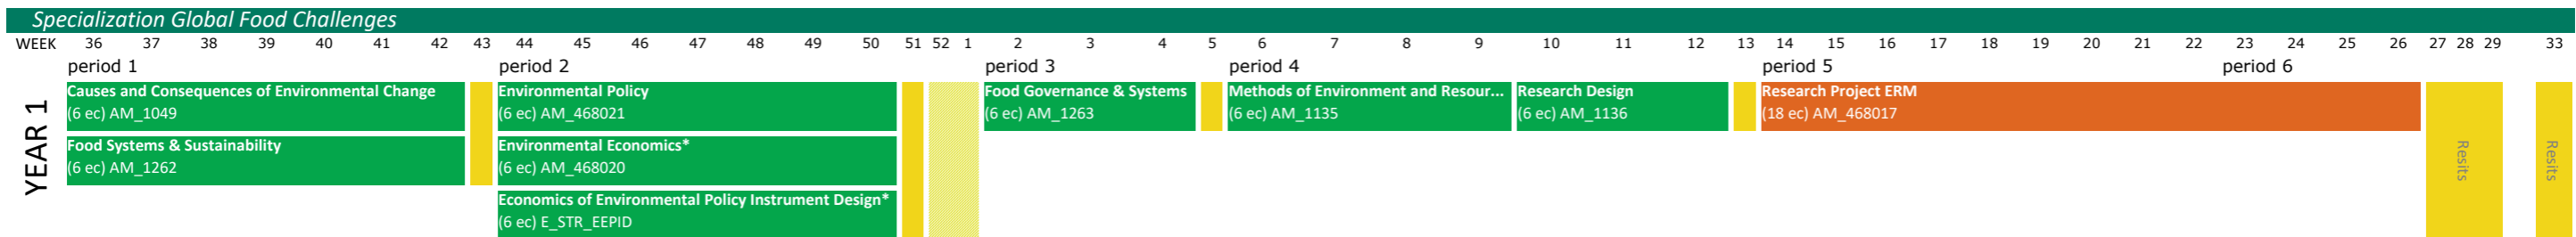 Specialization Global Food Challenges
WEEK 36 37 38 39 40 41 42 43 44 45 46 47 48 49 50 51 52 1 2 3 4 5 6 7 8 9 10 11 12 13 14 15 16 17 18 19 20 21 22 23 24 25 26 27 28 29 33
period 1 period 2 period 3 period 4 period 5 period 6
YEAR 1
Causes and Consequences of Environmental Change
(6 ec) AM_1049
Food Systems & Sustainability
(6 ec) AM_1262
Environmental Policy
(6 ec) AM_468021
Environmental Economics*
(6 ec) AM_468020
Economics of Environmental Policy Instrument Design*
(6 ec) E_STR_EEPID
Food Governance & Systems
(6 ec) AM_1263
Methods of Environment and Resour...
(6 ec) AM_1135
Research Design
(6 ec) AM_1136
Research Project ERM
(18 ec) AM_468017
Resits
Resits